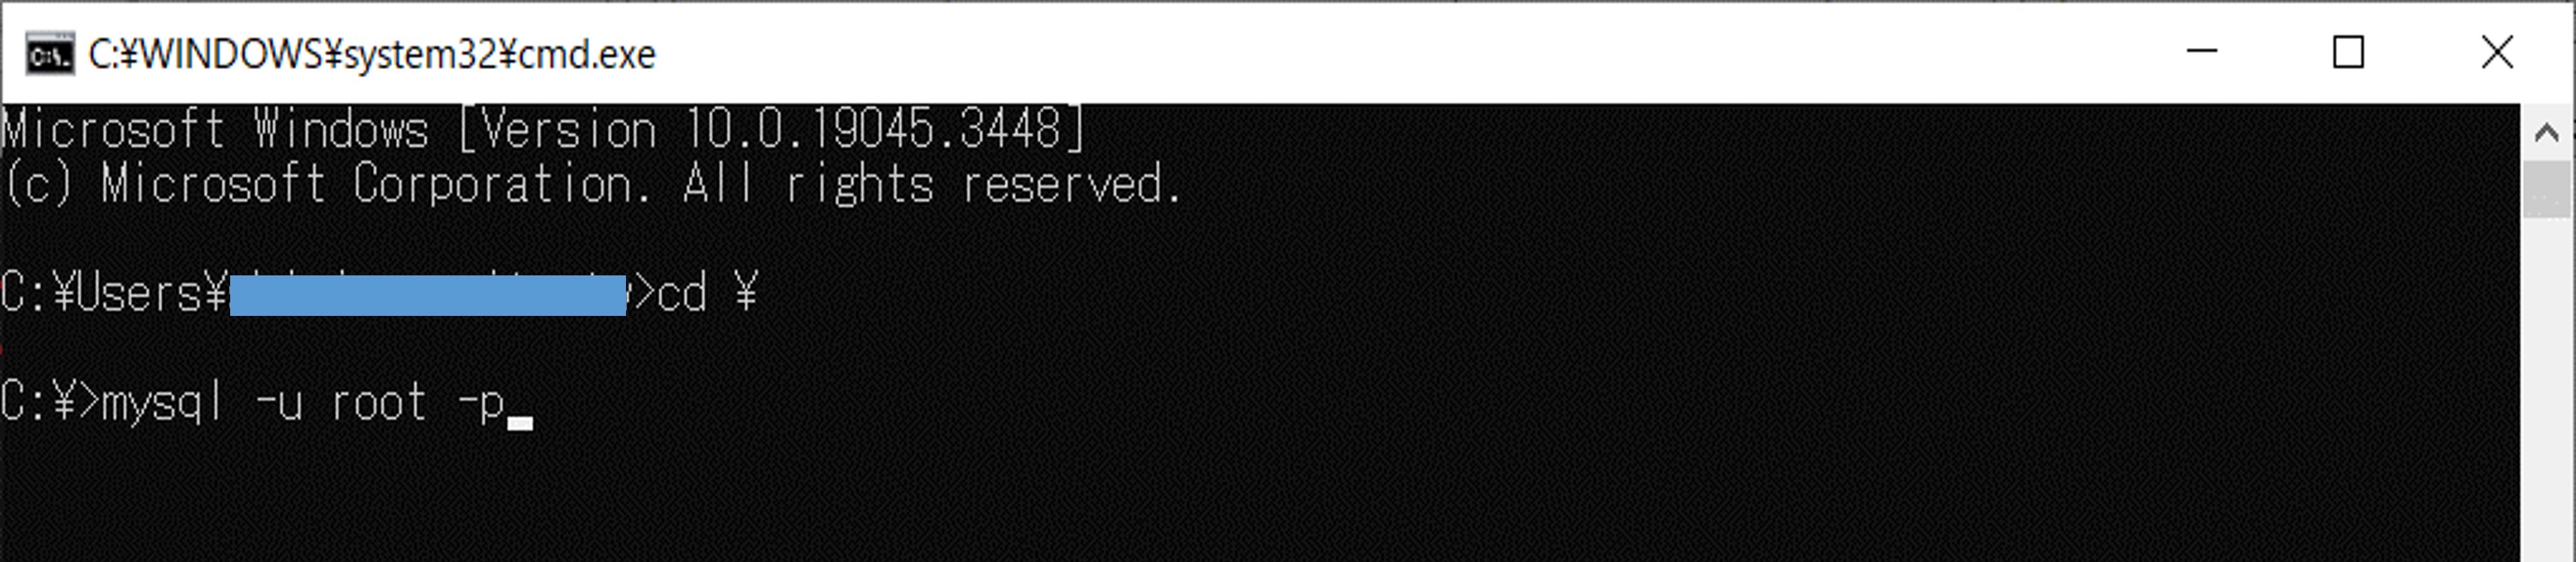 C:¥WINDOWS¥system32¥cmd.exe
Microsoft Windows [Version 10.0.19045.3448]
(c) Microsoft Corporation. All rights reserved.
C:¥Users¥>cd ¥
C:¥>mysql -u root -p